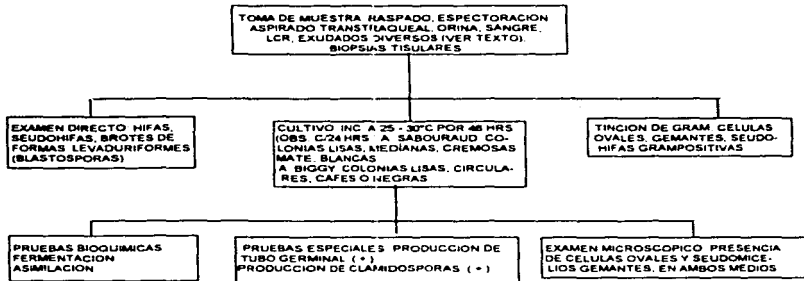 TOMA DE MUESTRA RASPADO, ESPECTORACION
ASPIRADO TRANSTRAQUEAL, ORINA, SANGRE,
LCR, EXUDADOS DIVERSOS (VER TEXTO).
BIOPSIAS TISULARES
EXAMEN DIRECTO HIFAS,
SEUDOHIFAS, BROTES DE
FORMAS LEVADURIFORMES
(BLASTOSPORAS)
CULTIVO INC A 25 - 30°C POR 48 HRS
(OBS C/24 HRS A SABOURAUD CO-
LONIAS LISAS, MEDIANAS, CREMOSAS
MATE, BLANCAS
A BIGGY COLONIAS LISAS, CIRCULA-
RES, CAFES O NEGRAS
TINCION DE GRAM CELULAS
OVALES, GEMANTES, SEUDO-
HIFAS GRAMPOSITIVAS
PRUEBAS BIOQUIMICAS
FERMENTACION
ASIMILACION
PRUEBAS ESPECIALES PRODUCCION DE
TUBO GERMINAL (+)
PRODUCCION DE CLAMIDOSPORAS (+)
EXAMEN MICROSCOPICO PRESENCIA
DE CELULAS OVALES Y SEUDOMICE-
LIOS GEMANTES, EN AMBOS MEDIOS